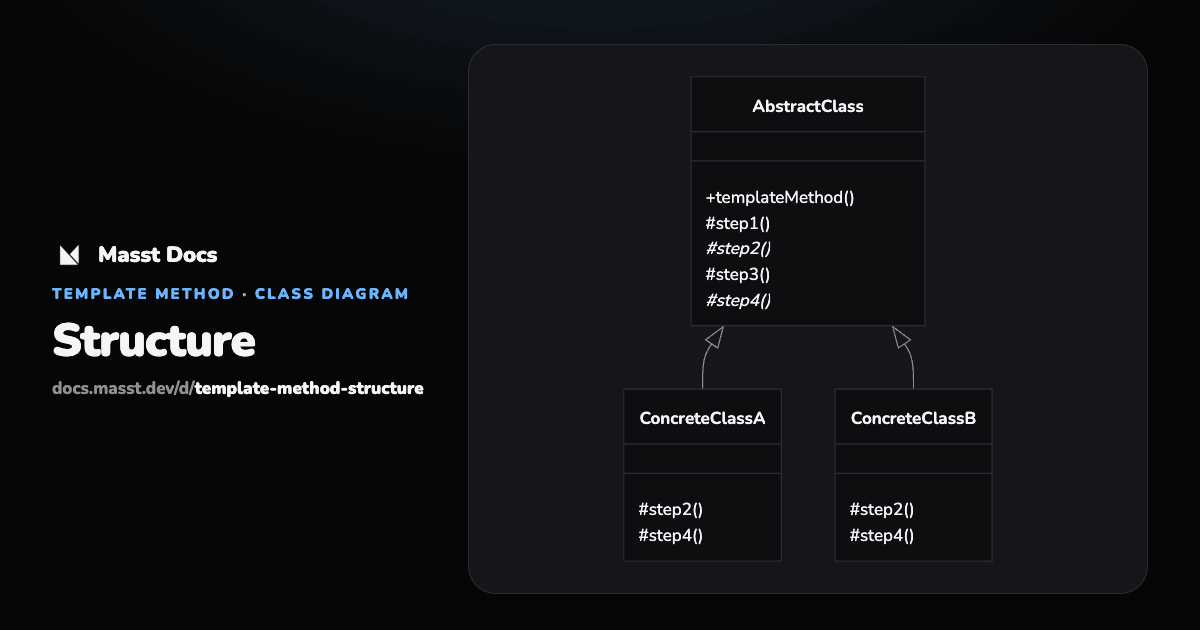 Masst Docs
TEMPLATE METHOD · CLASS DIAGRAM
Structure
docs.masst.dev/d/template-method-structure
AbstractClass
+templateMethod()
#step1()
#step2()
#step3()
#step4()
ConcreteClassA
#step2()
#step4()
ConcreteClassB
#step2()
#step4()